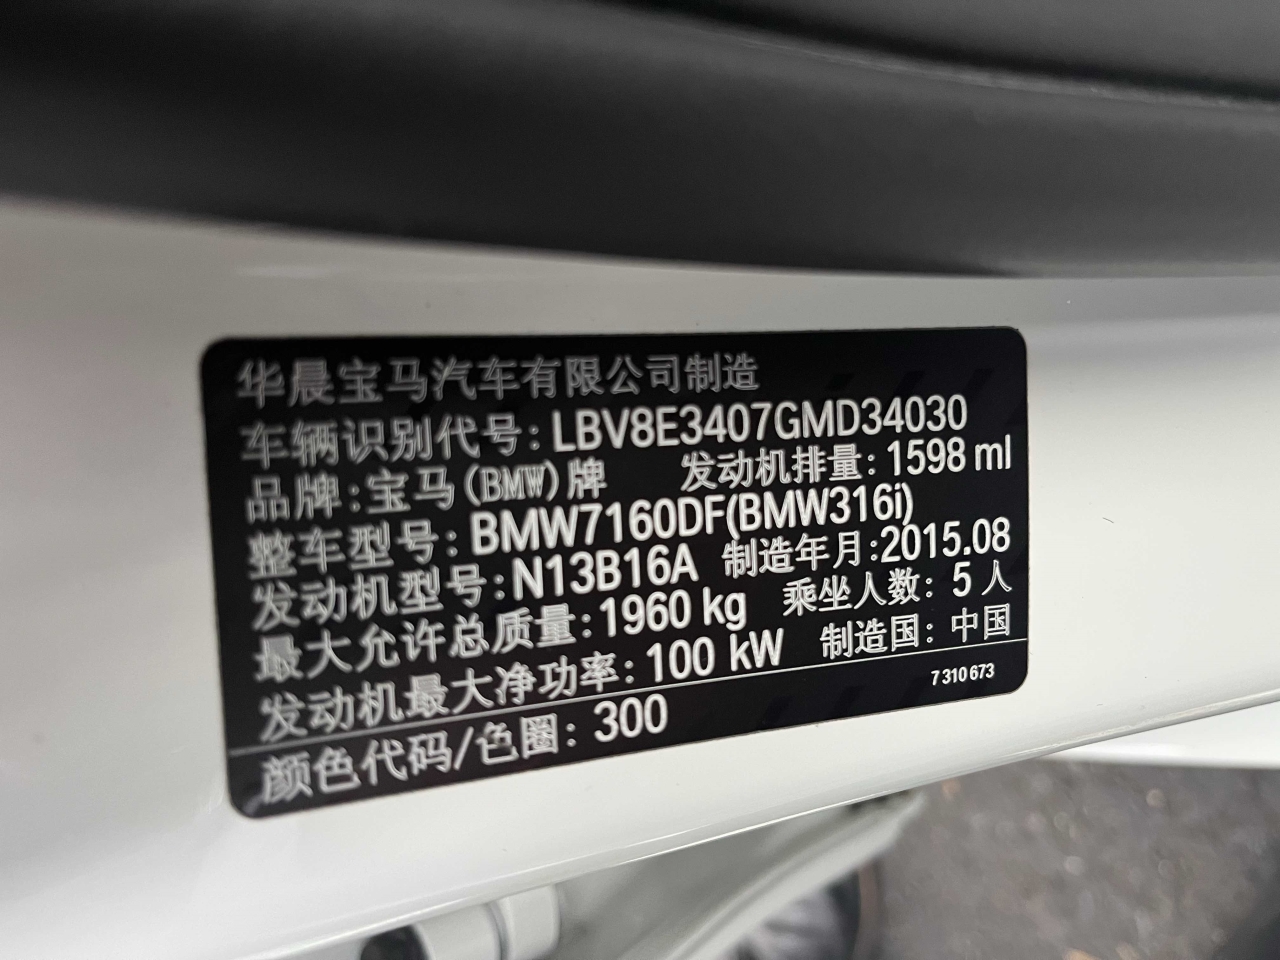 华晨宝马汽车有限公司制造
车辆识别代号: LBV8E3407GMD34030
品牌: 宝马(BMW)牌 发动机排量: 1598 ml
整车型号: BMW7160DF(BMW316i)
发动机型号: N13B16A 制造年月: 2015.08
最大允许总质量: 1960 kg 乘坐人数: 5 人
发动机最大净功率: 100 kW 制造国: 中国
颜色代码/色圈: 300 7 310 673